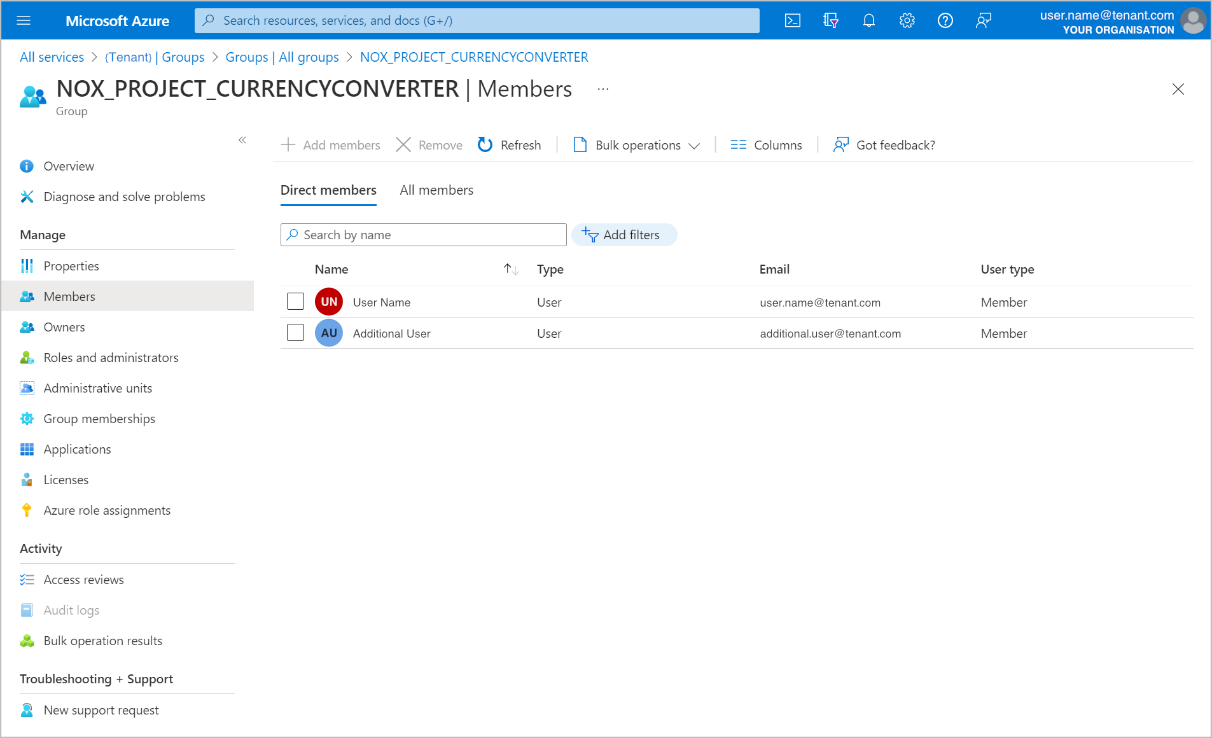 Microsoft Azure
Search resources, services, and docs (G+/)
user.name@tenant.com
YOUR ORGANISATION
All services > (Tenant) | Groups > Groups | All groups > NOX_PROJECT_CURRENCYCONVERTER
NOX_PROJECT_CURRENCYCONVERTER | Members ...
Group
Overview
Diagnose and solve problems
Manage
Properties
Members
Owners
Roles and administrators
Administrative units
Group memberships
Applications
Licenses
Azure role assignments
Activity
Access reviews
Audit logs
Bulk operation results
Troubleshooting + Support
New support request
Add members Remove Refresh Bulk operations Columns Got feedback?
Direct members All members
Search by name Add filters
Name Type Email User type
UN User Name User user.name@tenant.com Member
AU Additional User User additional.user@tenant.com Member